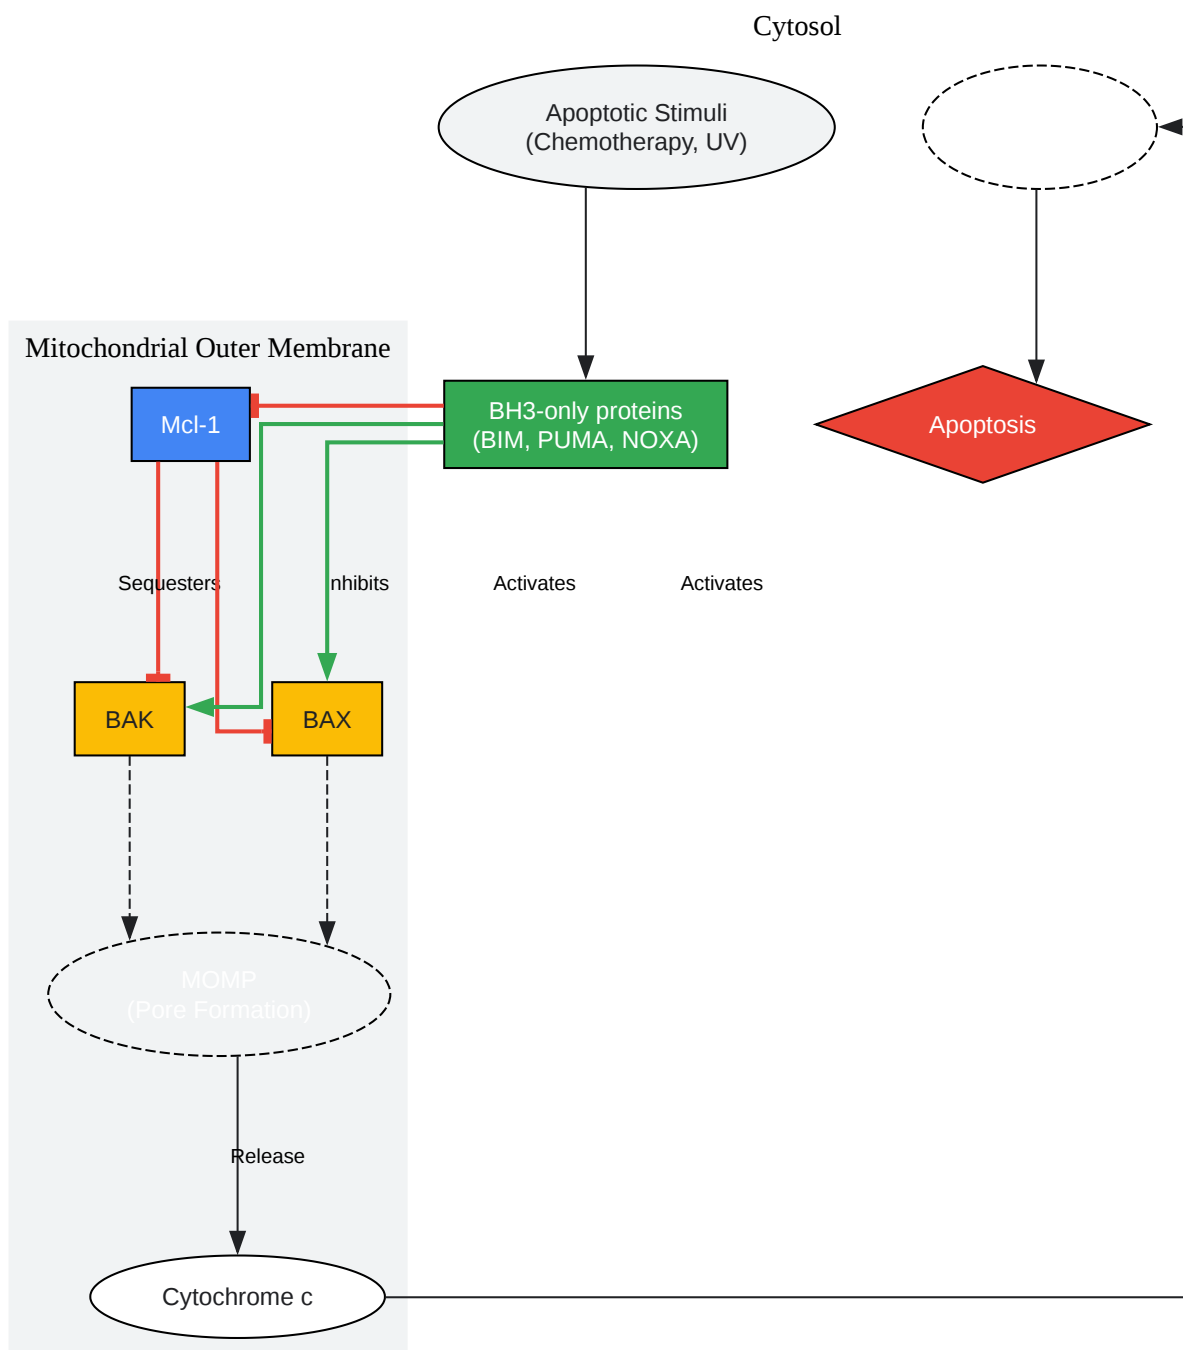 Cytosol
Apoptotic Stimuli
(Chemotherapy, UV)
Mitochondrial Outer Membrane
Mcl-1
BH3-only proteins
(BIM, PUMA, NOXA)
Apoptosis
Sequesters
nhibits
Activates
Activates
BAK
BAX
MOMP
(Pore Formation)
Release
Cytochrome c